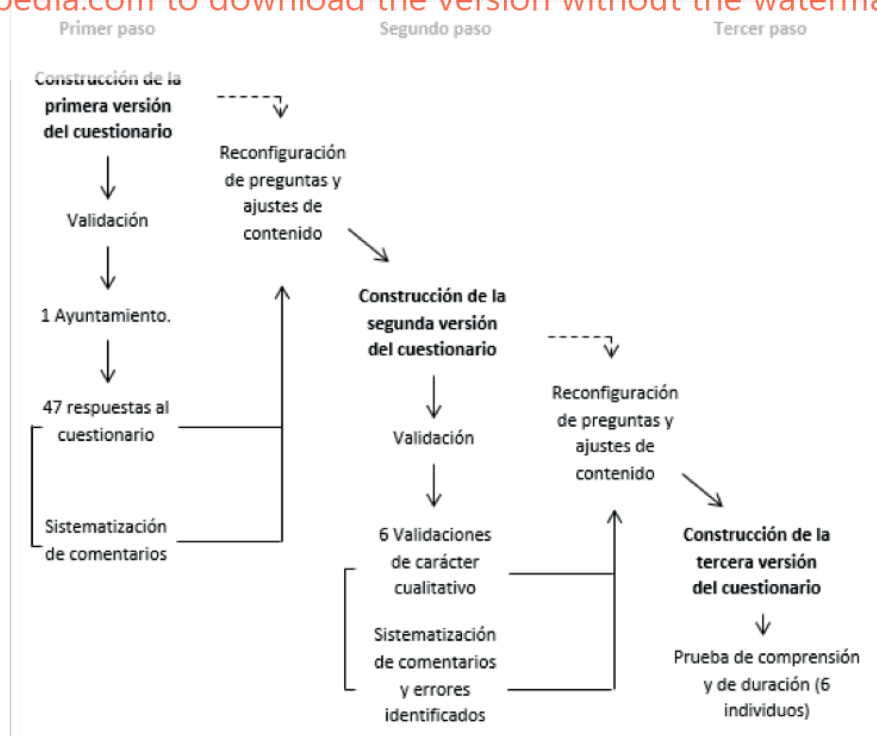 to download the version without the
Primer paso
Segundo paso
Tercer paso
Construcción de la
primera versión
del cuestionario
Validación
1 Ayuntamiento.
47 respuestas al
cuestionario
Sistematización
de comentarios
Reconfiguración
de preguntas y
ajustes de
contenido
Construcción de la
segunda versión
del cuestionario
Validación
6 Validaciones
de carácter
cualitativo
Sistematización
de comentarios
y errores
identificados
Reconfiguración
de preguntas y
ajustes de
contenido
Construcción de la
tercera versión
del cuestionario
Prueba de comprensión
y de duración (6
individuos)